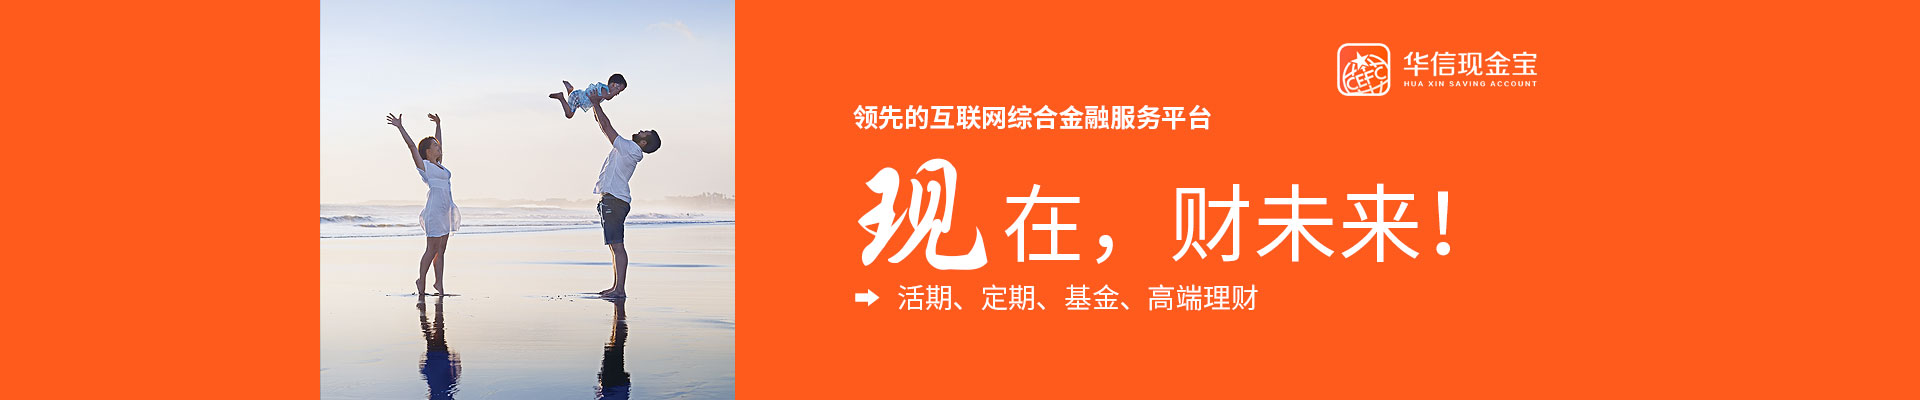 CEFC
华信现金宝
HUA XIN SAVING ACCOUNT
领先的互联网综合金融服务平台
现在，财未来！
活期、定期、基金、高端理财